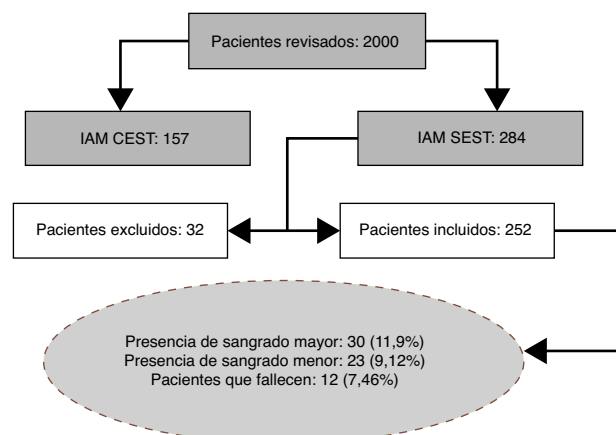 Pacientes revisados: 2000
IAM CEST: 157
IAM SEST: 284
Pacientes excluidos: 32
Pacientes incluidos: 252
Presencia de sangrado mayor: 30 (11,9%)
Presencia de sangrado menor: 23 (9,12%)
Pacientes que fallecen: 12 (7,46%)